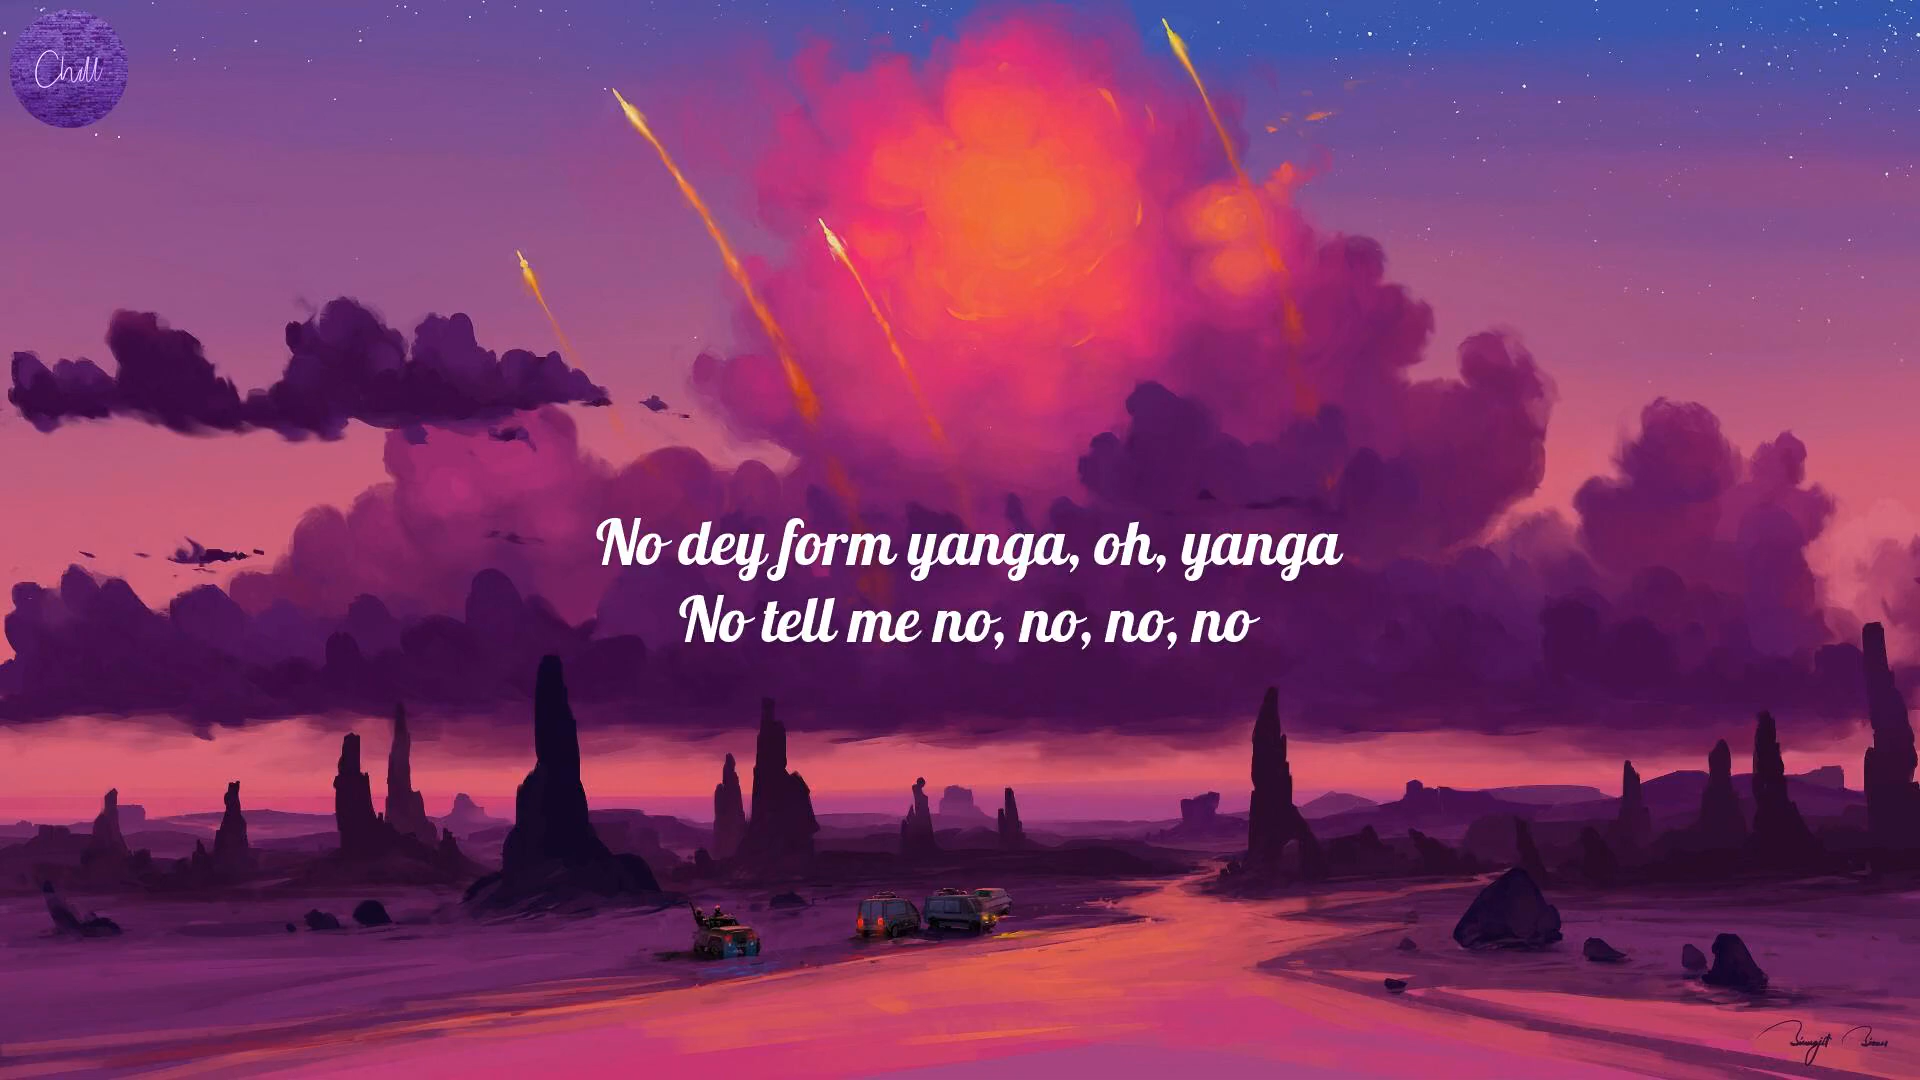 Chill
No dey form yanga, oh, yanga
No tell me no, no, no, no